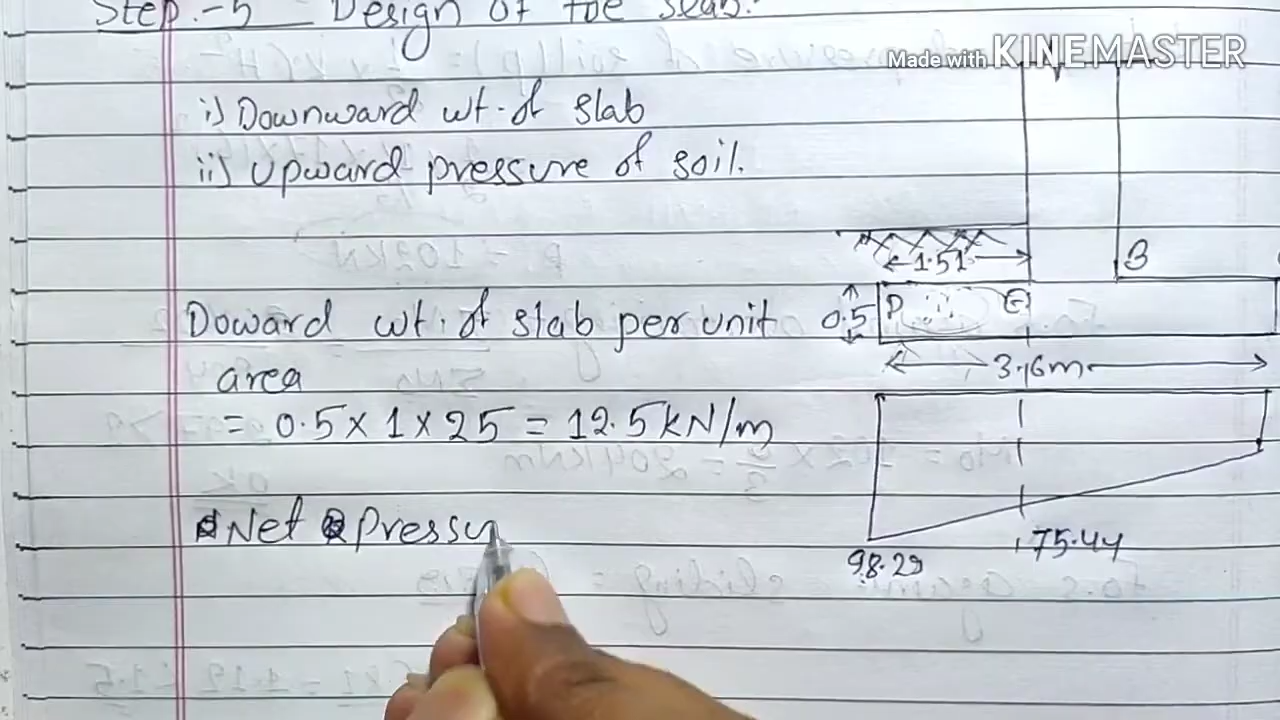 Step.-5 Design of toe slab.
Made with KINEMASTER
i) Downward wt. of slab
ii) Upward pressure of soil.
1.51
B
Doward wt. of slab per unit
area
0.5
D
E
3.16m
= 0.5 × 1 × 25 = 12.5 kN/m
Net Pressu
98.29
75.44